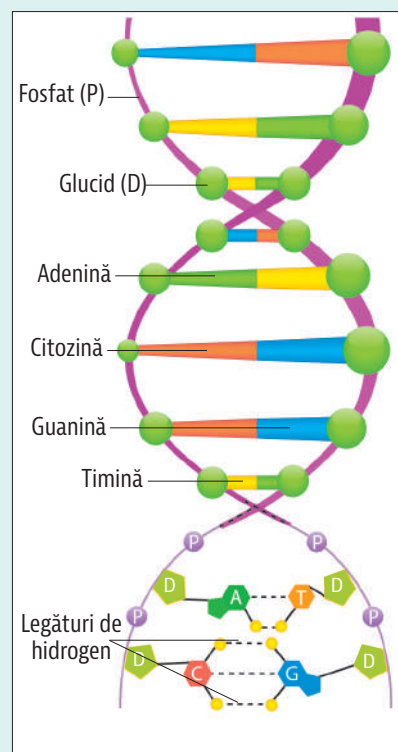 Fosfat (P)
Glucid (D)
Adenină
Citozină
Guanină
Timină
P
P
D
A
T
D
P
P
Legături de
hidrogen
D
C
G
D